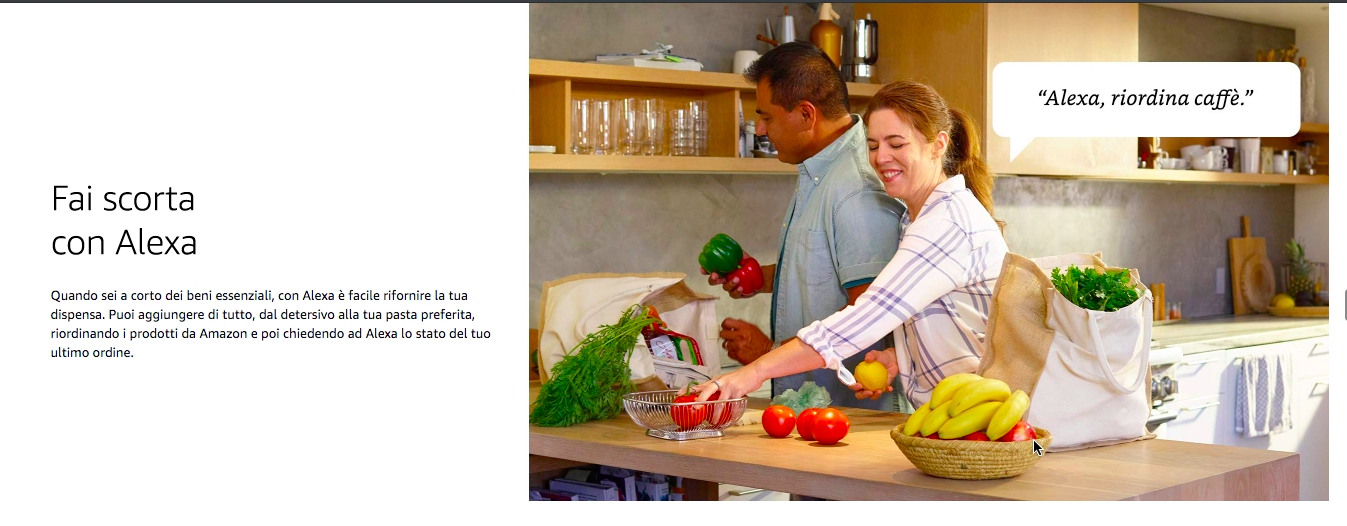 Fai scorta
con Alexa
Quando sei a corto dei beni essenziali, con Alexa è facile rifornire la tua
dispensa. Puoi aggiungere di tutto, dal detersivo alla tua pasta preferita,
riordinando i prodotti da Amazon e poi chiedendo ad Alexa lo stato del tuo
ultimo ordine.
“Alexa, riordina caffè.”